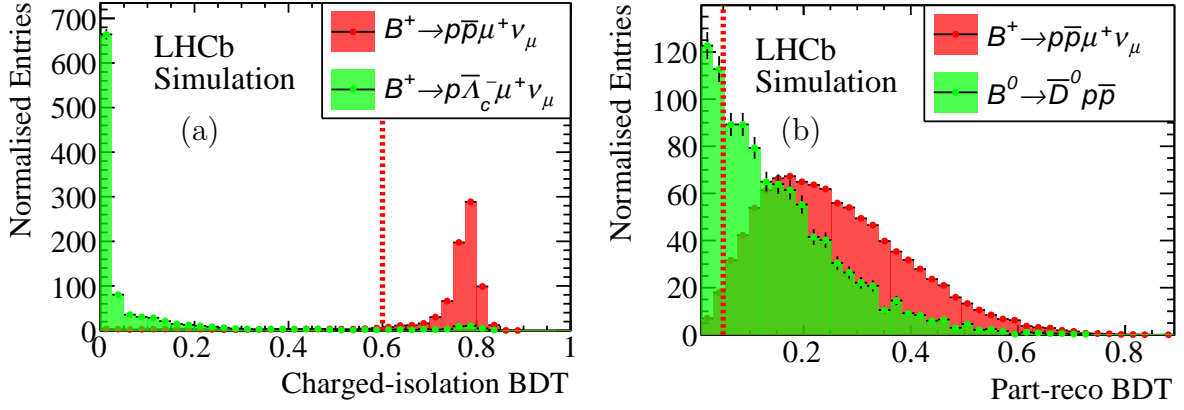 Normalised Entries
700
600
500
400
300
200
100
0
0 0.2 0.4 0.6 0.8 1
Charged-isolation BDT
LHCb
Simulation
(a)
B⁺→pp̅μ⁺ν_μ
B⁺→pΛ̅_c⁻μ⁺ν_μ
Normalised Entries
120
100
80
60
40
20
0
0.2 0.4 0.6 0.8
Part-reco BDT
LHCb
Simulation
(b)
B⁺→pp̅μ⁺ν_μ
B⁰→D̅⁰pp̅